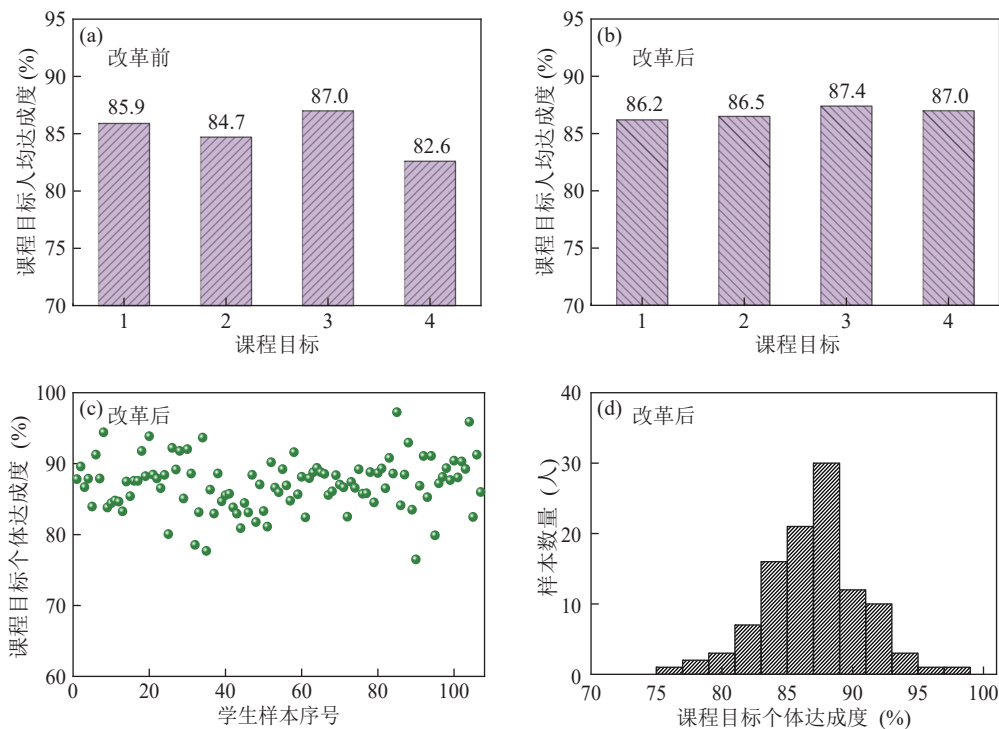 (a)
改革前
95
90
85
80
75
70
课程目标人均达成度 (%)
85.9
84.7
87.0
82.6
1 2 3 4
课程目标
(b)
改革后
95
90
85
80
75
70
课程目标人均达成度 (%)
86.2
86.5
87.4
87.0
1 2 3 4
课程目标
(c)
改革后
100
90
80
70
60
课程目标个体达成度 (%)
0 20 40 60 80 100
学生样本序号
(d)
改革后
40
30
20
10
0
样本数量 (人)
70 75 80 85 90 95 100
课程目标个体达成度 (%)